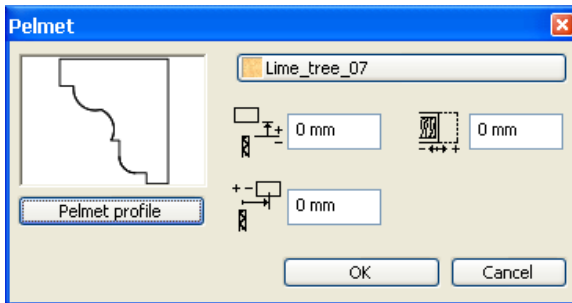 Pelmet
Lime_tree_07
0 mm
0 mm
Pelmet profile
0 mm
OK
Cancel